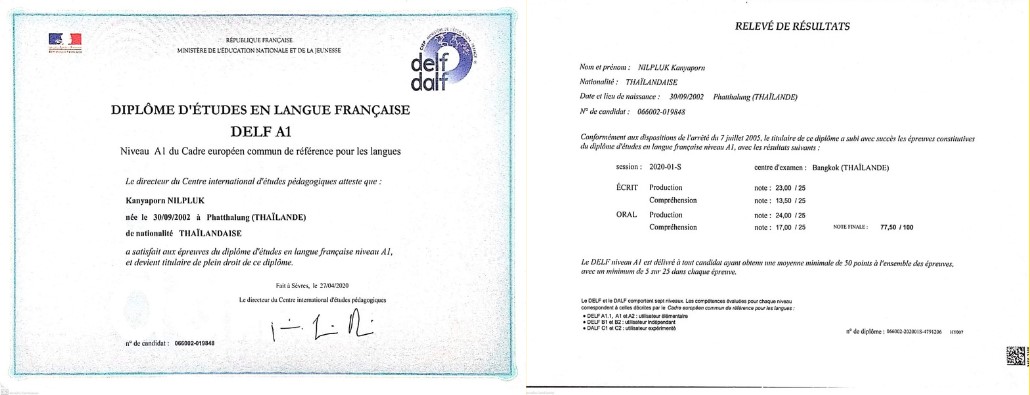 RÉPUBLIQUE FRANÇAISE
MINISTÈRE DE L'ÉDUCATION NATIONALE ET DE LA JEUNESSE
delf
dalf
DIPLÔME D'ÉTUDES EN LANGUE FRANÇAISE
DELF A1
Niveau A1 du Cadre européen commun de référence pour les langues
Le directeur du Centre international d'études pédagogiques atteste que :
Kanyaporn NILPLUK
née le 30/09/2002 à Phatthalung (THAÏLANDE)
de nationalité THAÏLANDAISE
a satisfait aux épreuves du diplôme d'études en langue française niveau A1,
et devient titulaire de plein droit de ce diplôme.
Fait à Sèvres, le 27/04/2020
Le directeur du Centre international d'études pédagogiques
n° de candidat : 066002-019848
RELEVÉ DE RÉSULTATS
Nom et prénom : NILPLUK Kanyaporn
Nationalité : THAÏLANDAISE
Date et lieu de naissance : 30/09/2002 Phatthalung (THAÏLANDE)
N° de candidat : 066002-019848
Conformément aux dispositions de l'arrêté du 7 juillet 2005, le titulaire de ce diplôme a subi avec succès les épreuves constitutives
du diplôme d'études en langue française niveau A1, avec les résultats suivants :
session : 2020-01-S centre d'examen : Bangkok (THAÏLANDE)
ÉCRIT Production note : 23,00 / 25
Compréhension note : 13,50 / 25
ORAL Production note : 24,00 / 25
Compréhension note : 17,00 / 25 NOTE FINALE : 77,50 / 100
Le DELF niveau A1 est délivré à tout candidat ayant obtenu une moyenne minimale de 50 points à l'ensemble des épreuves,
avec un minimum de 5 sur 25 dans chaque épreuve.
Le DELF et le DALF comportent sept niveaux. Les compétences évaluées pour chaque niveau
correspondent à celles décrites par le Cadre européen commun de référence pour les langues :
• DELF A1.1, A1 et A2 : utilisateur élémentaire
• DELF B1 et B2 : utilisateur indépendant
• DALF C1 et C2 : utilisateur expérimenté
n° de diplôme :